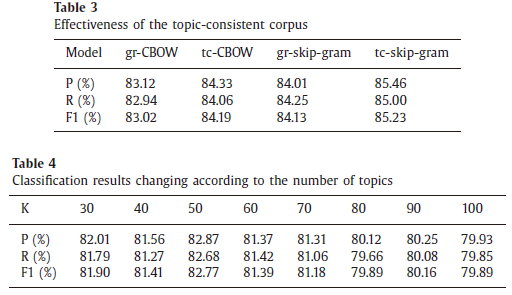 Table 3
Effectiveness of the topic-consistent corpus
Model gr-CBOW tc-CBOW gr-skip-gram tc-skip-gram
P (%) 83.12 84.33 84.01 85.46
R (%) 82.94 84.06 84.25 85.00
F1 (%) 83.02 84.19 84.13 85.23
Table 4
Classification results changing according to the number of topics
K 30 40 50 60 70 80 90 100
P (%) 82.01 81.56 82.87 81.37 81.31 80.12 80.25 79.93
R (%) 81.79 81.27 82.68 81.42 81.06 79.66 80.08 79.85
F1 (%) 81.90 81.41 82.77 81.39 81.18 79.89 80.16 79.89